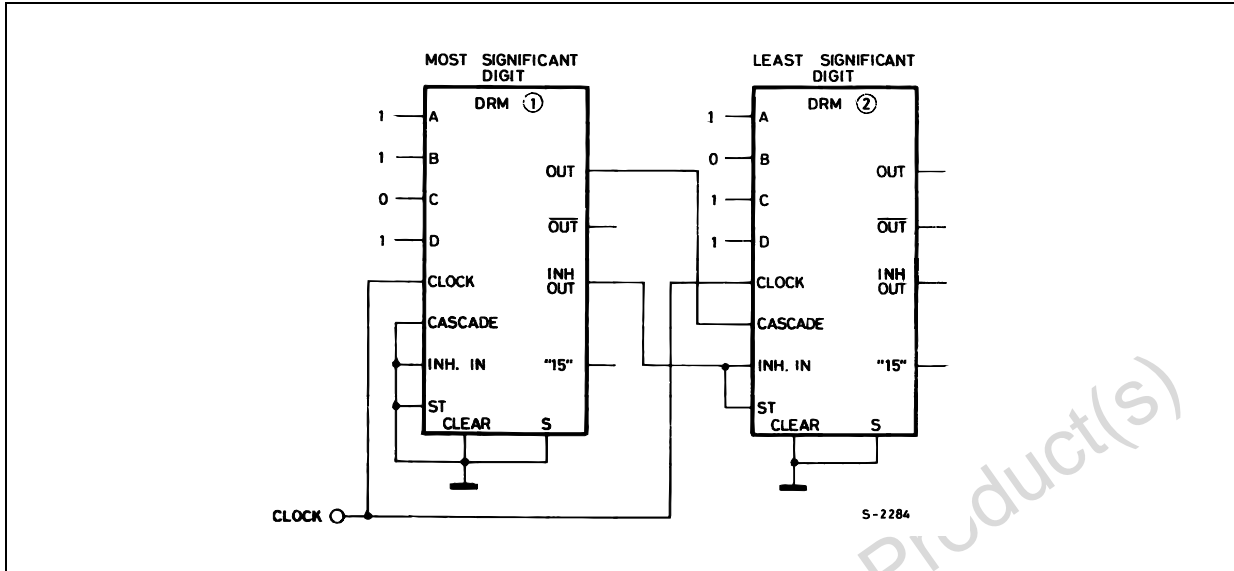 MOST SIGNIFICANT
DIGIT
DRM ①
1 A
1 B
0 C
1 D
CLOCK
CASCADE
INH. IN
ST
CLEAR
S
OUT
O̅U̅T̅
INH
OUT
"15"
LEAST SIGNIFICANT
DIGIT
DRM ②
1 A
0 B
1 C
1 D
CLOCK
CASCADE
INH. IN
ST
CLEAR
S
OUT
O̅U̅T̅
INH
OUT
"15"
CLOCK
S-2284
Product(s)